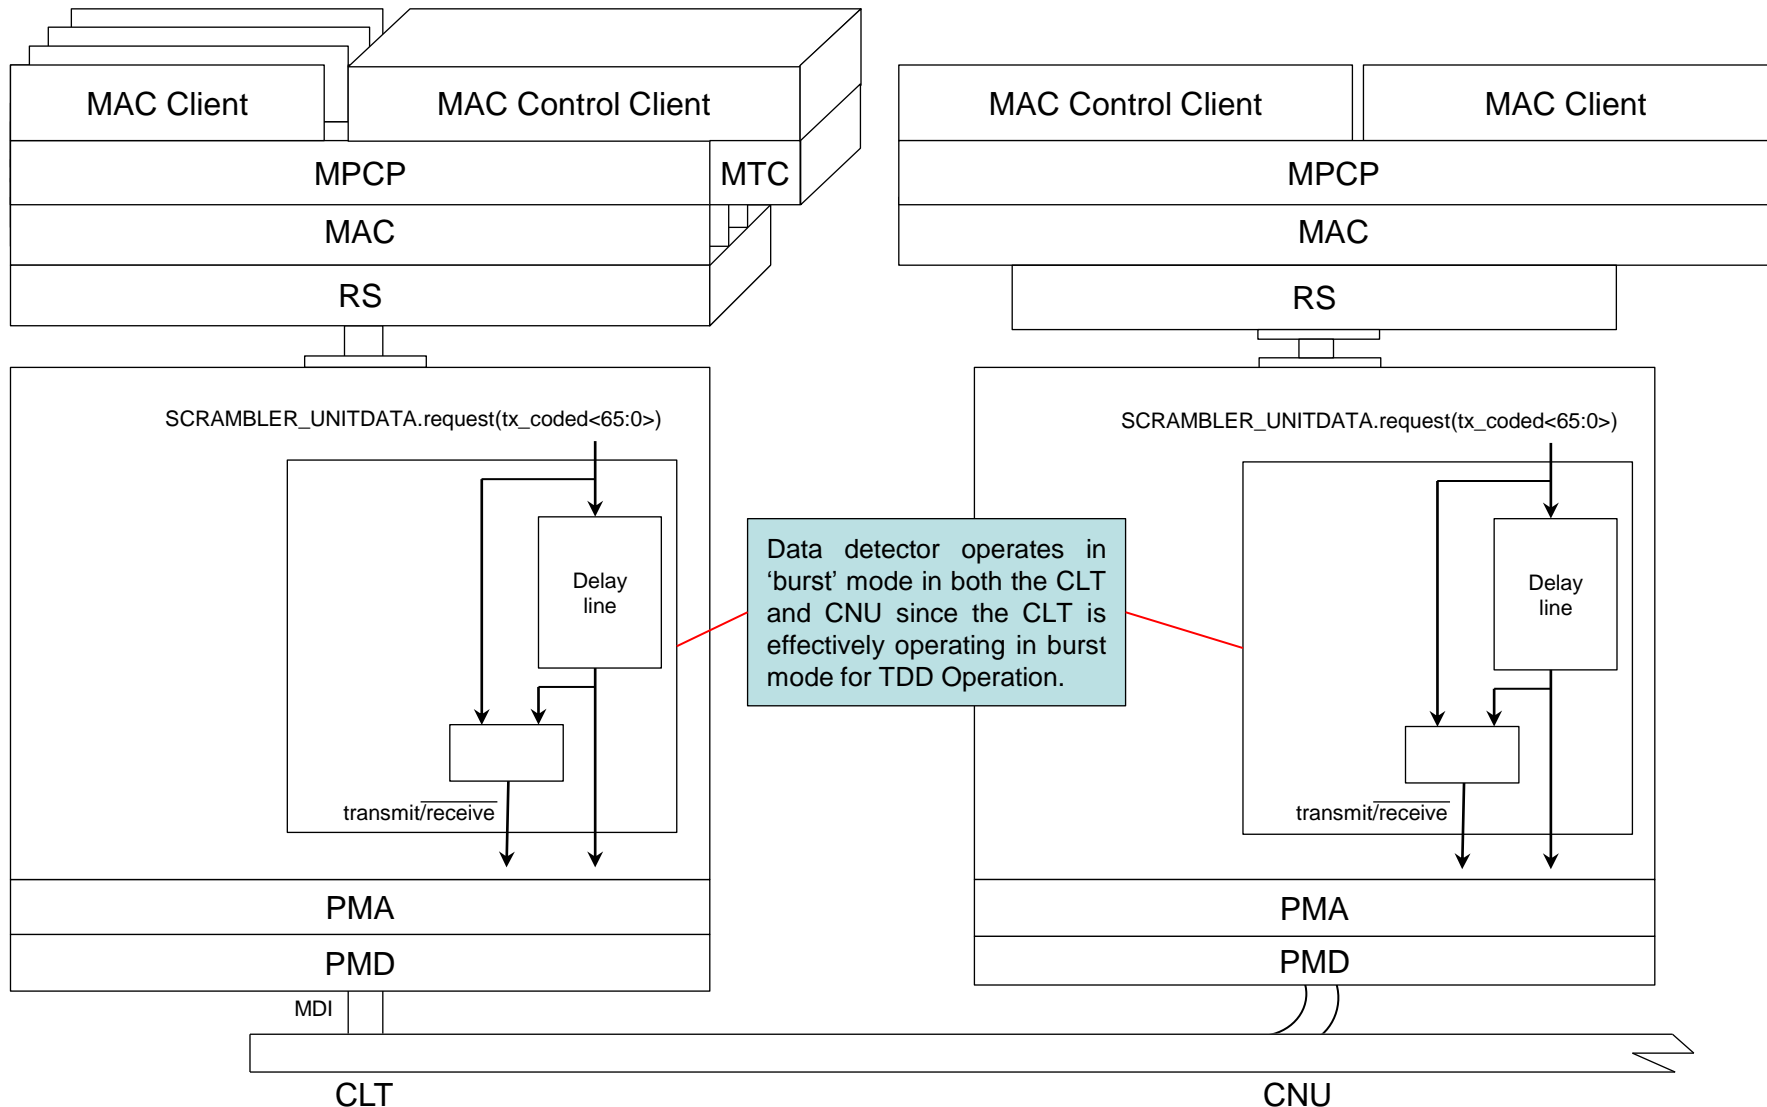 MAC Client
MAC Control Client
MPCP
MTC
MAC
RS
SCRAMBLER_UNITDATA.request(tx_coded<65:0>)
Delay
line
transmit/receive
PMA
PMD
MDI
CLT
Data detector operates in
‘burst’ mode in both the CLT
and CNU since the CLT is
effectively operating in burst
mode for TDD Operation.
MAC Control Client
MAC Client
MPCP
MAC
RS
SCRAMBLER_UNITDATA.request(tx_coded<65:0>)
Delay
line
transmit/receive
PMA
PMD
CNU